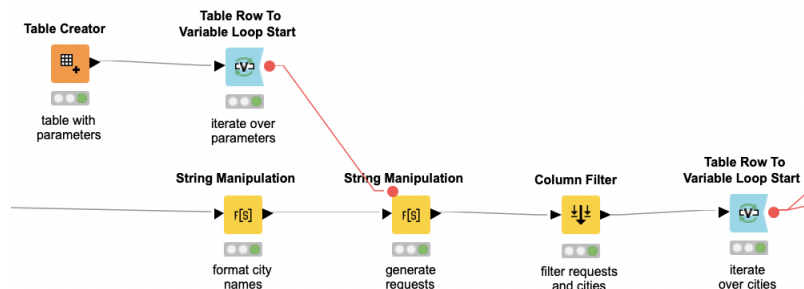 Table Creator
Table Row To
Variable Loop Start
V
table with
parameters
iterate over
parameters
String Manipulation
String Manipulation
Column Filter
Table Row To
Variable Loop Start
F[S]
F[S]
V
format city
names
generate
requests
filter requests
and cities
iterate
over cities